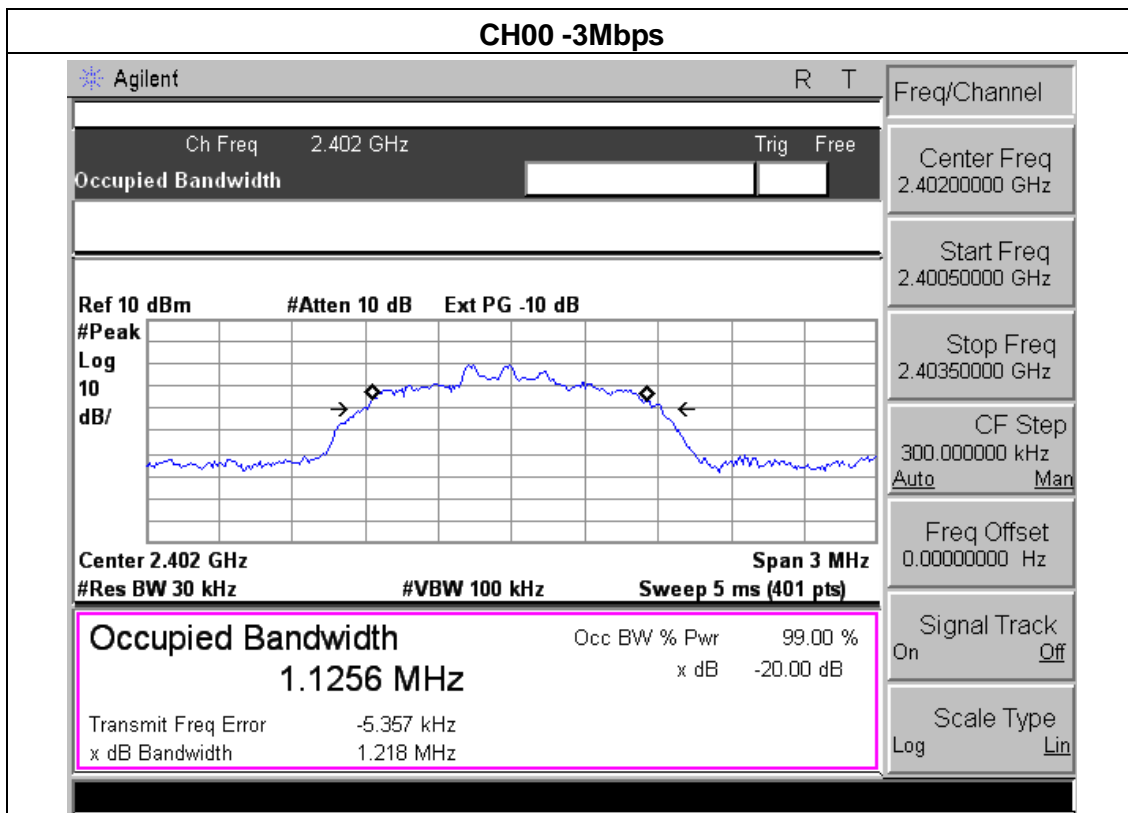 CH00 -3Mbps
Agilent R T
Ch Freq 2.402 GHz Trig Free
Occupied Bandwidth
Ref 10 dBm #Atten 10 dB Ext PG -10 dB
#Peak
Log
10
dB/
Center 2.402 GHz Span 3 MHz
#Res BW 30 kHz #VBW 100 kHz Sweep 5 ms (401 pts)
Occupied Bandwidth Occ BW % Pwr 99.00 %
1.1256 MHz x dB -20.00 dB
Transmit Freq Error -5.357 kHz
x dB Bandwidth 1.218 MHz
Freq/Channel
Center Freq
2.40200000 GHz
Start Freq
2.40050000 GHz
Stop Freq
2.40350000 GHz
CF Step
300.000000 kHz
Auto Man
Freq Offset
0.00000000 Hz
Signal Track
On Off
Scale Type
Log Lin